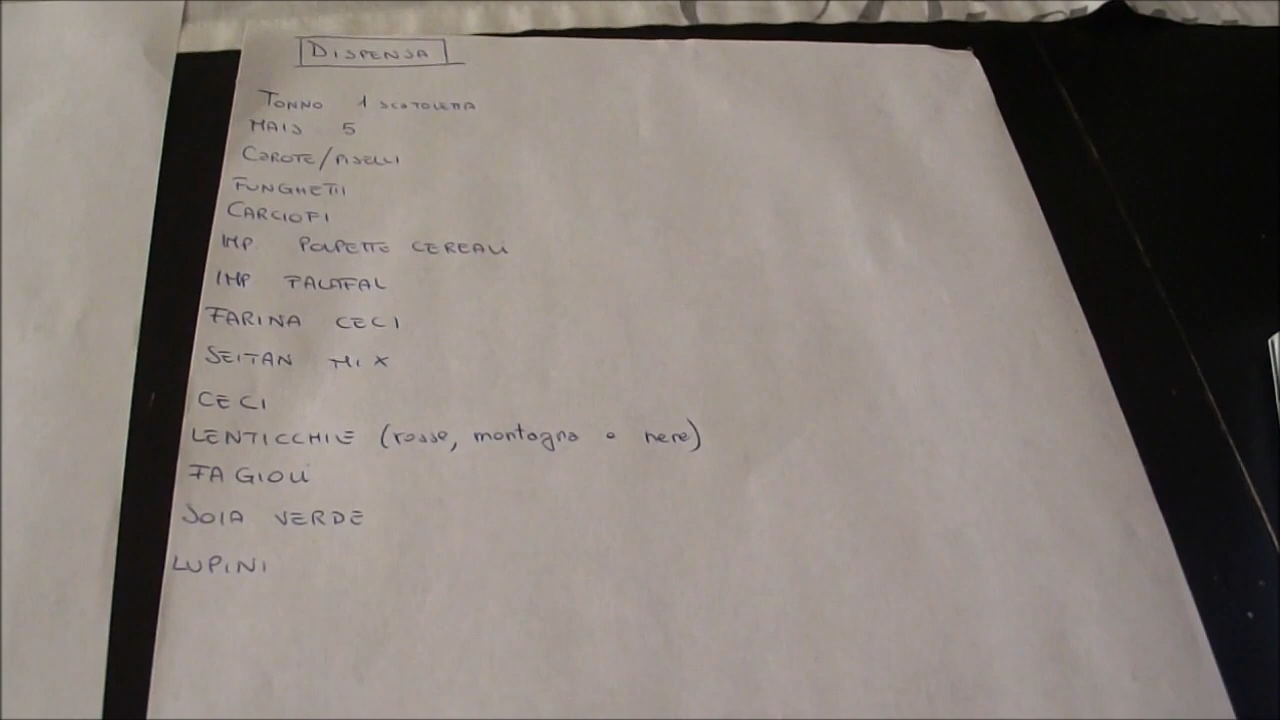 DISPENSA
TONNO 1 SCATOLETTA
MAIS 5
CAROTE/PISELLI
FUNGHETTI
CARCIOFI
IMP POLPETTE CEREALI
IMP FALAFAL
FARINA CECI
SEITAN MIX
CECI
LENTICCHIE (rosse, montagna e nere)
FAGIOLI
SOIA VERDE
LUPINI